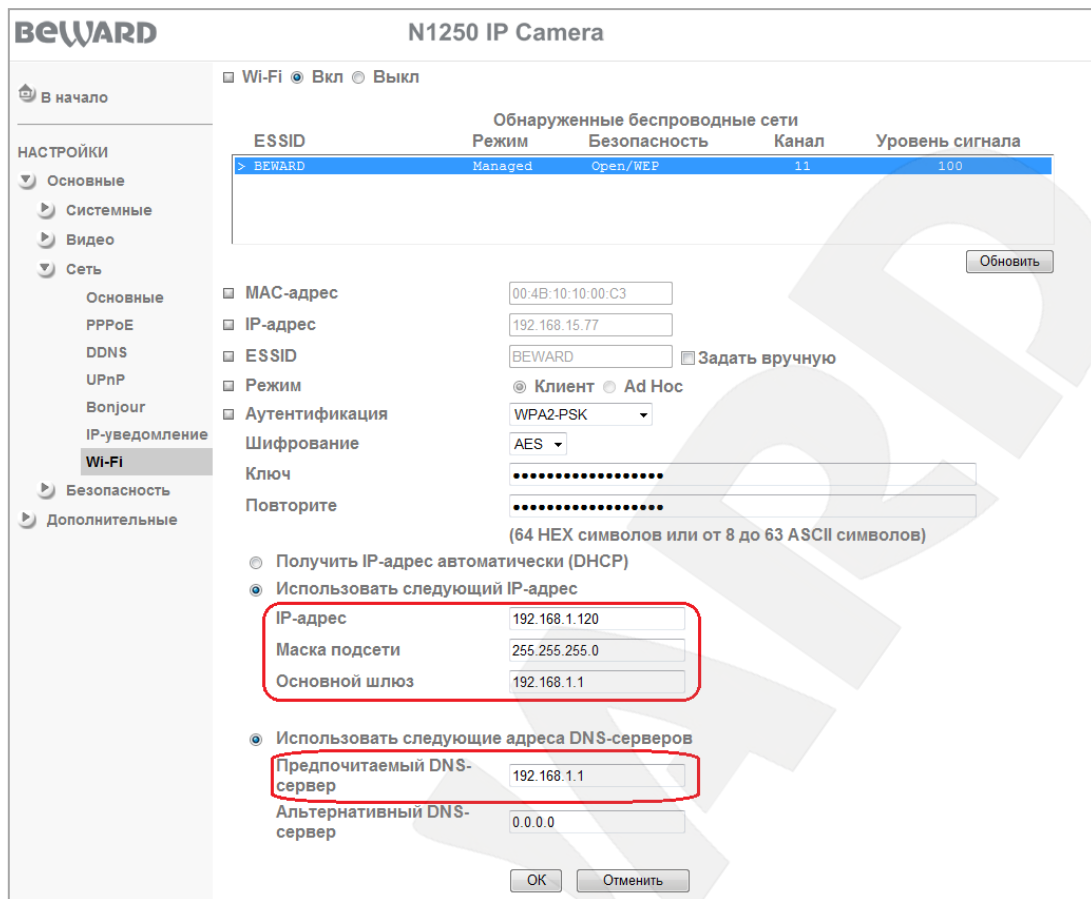 BEWARD
N1250 IP Camera
В начало
НАСТРОЙКИ
Основные
Системные
Видео
Сеть
Основные
PPPoE
DDNS
UPnP
Bonjour
IP-уведомление
Wi-Fi
Безопасность
Дополнительные
Wi-Fi Вкл Выкл
Обнаруженные беспроводные сети
ESSID Режим Безопасность Канал Уровень сигнала
> BEWARD Managed Open/WEP 11 100
Обновить
MAC-адрес 00:4B:10:10:00:C3
IP-адрес 192.168.15.77
ESSID BEWARD Задать вручную
Режим Клиент Ad Hoc
Аутентификация WPA2-PSK
Шифрование AES
Ключ ••••••••••••••••••
Повторите ••••••••••••••••••
(64 HEX символов или от 8 до 63 ASCII символов)
Получить IP-адрес автоматически (DHCP)
Использовать следующий IP-адрес
IP-адрес 192.168.1.120
Маска подсети 255.255.255.0
Основной шлюз 192.168.1.1
Использовать следующие адреса DNS-серверов
Предпочитаемый DNS-
сервер 192.168.1.1
Альтернативный DNS-
сервер 0.0.0.0
OK Отменить